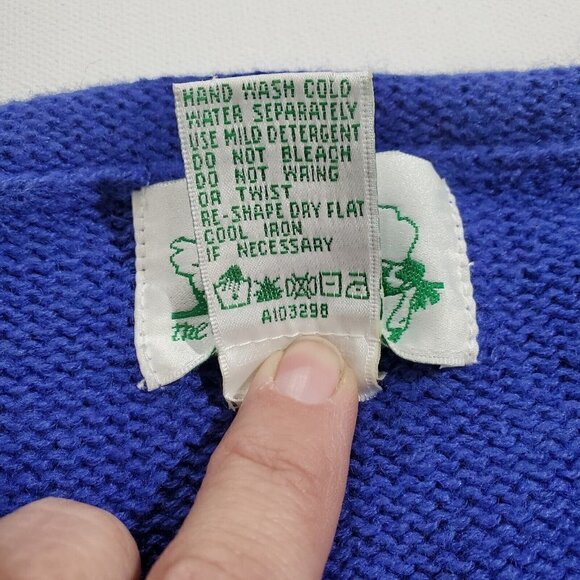 HAND WASH COLD
WATER SEPARATELY
USE MILD DETERGENT
DO NOT BLEACH
DO NOT WRING
OR TWIST
RE-SHAPE DRY FLAT
COOL IRON
IF NECESSARY
A103298
the